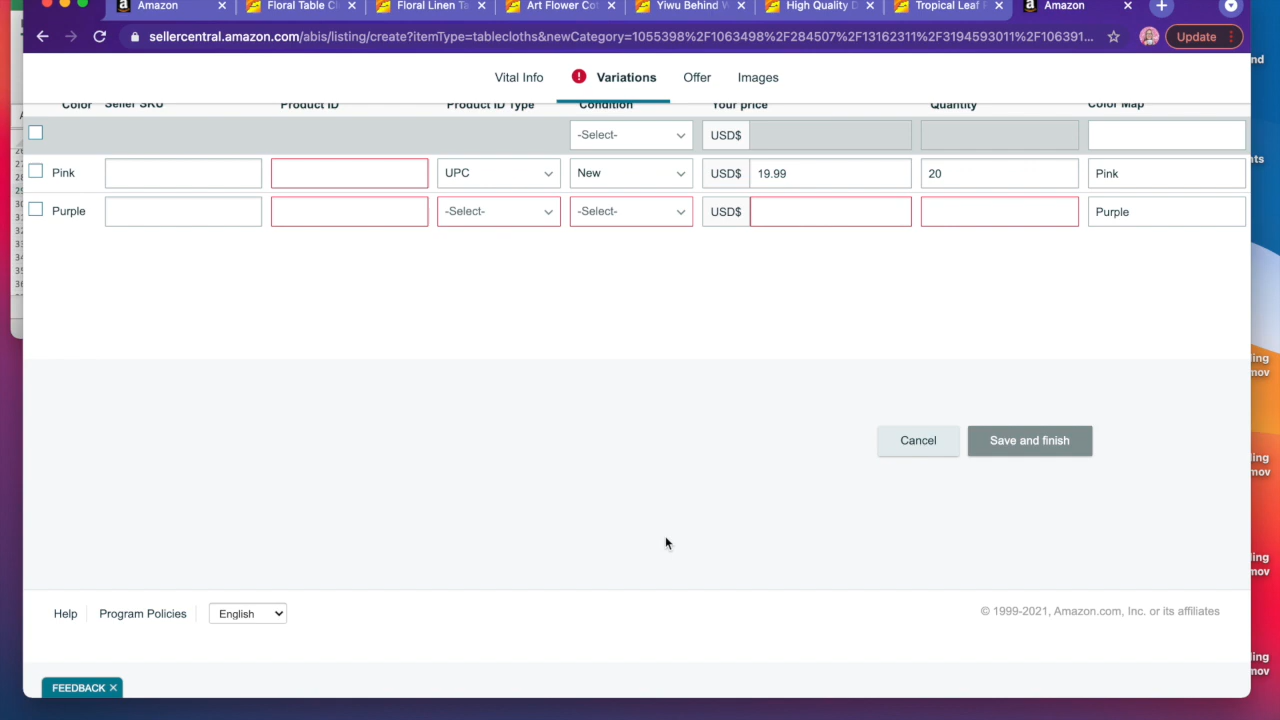 Amazon Floral Table Cl Floral Linen Ta Art Flower Cot Yiwu Behind W High Quality D Tropical Leaf P Amazon
sellercentral.amazon.com/abis/listing/create?itemType=tablecloths&newCategory=1055398%2F1063498%2F284507%2F13162311%2F3194593011%2F106391... Update
Vital Info Variations Offer Images
Color Seller SKU Product ID Product ID Type Condition Your price Quantity Color Map
-Select- USD$
Pink UPC New USD$ 19.99 20 Pink
Purple -Select- -Select- USD$ Purple
Cancel Save and finish
Help Program Policies English © 1999-2021, Amazon.com, Inc. or its affiliates
FEEDBACK